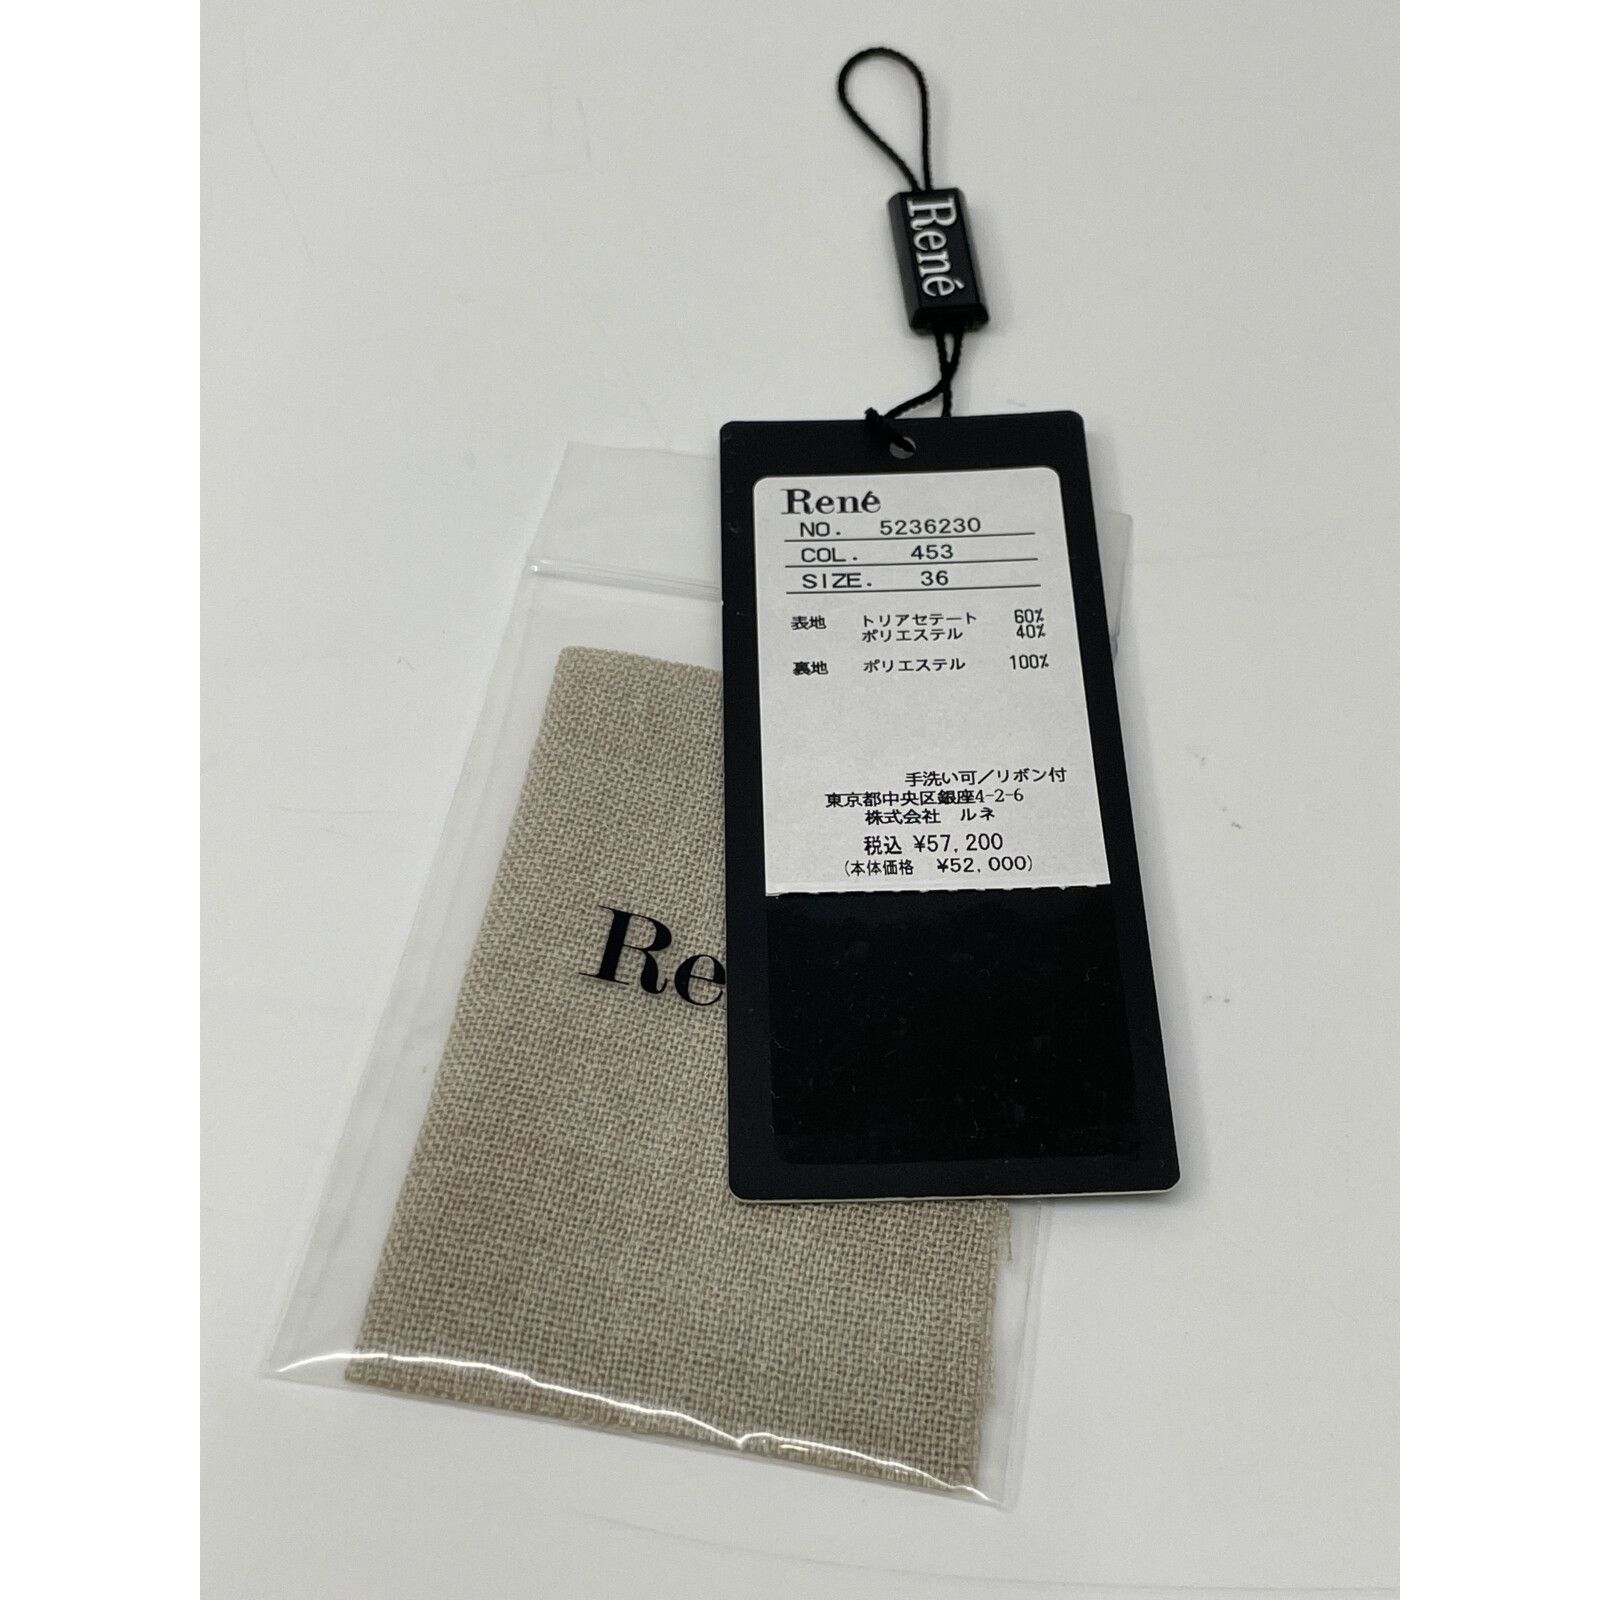 René
René
NO. 5236230
COL. 453
SIZE. 36
表地 トリアセテート 60%
ポリエステル 40%
裏地 ポリエステル 100%
手洗い可／リボン付
東京都中央区銀座4-2-6
株式会社 ルネ
税込 ¥57,200
(本体価格 ¥52,000)
Re